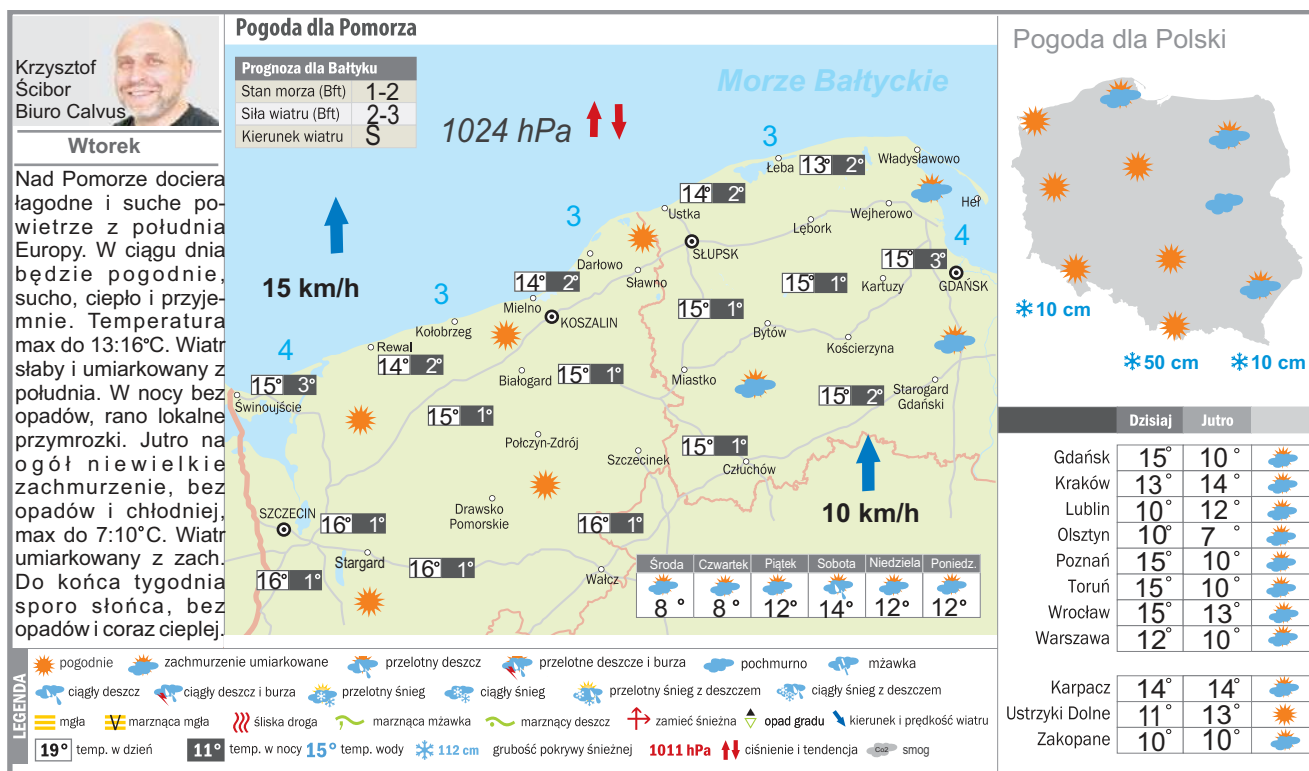 Krzysztof
Ścibor
Biuro Calvus
Wtorek
Nad Pomorze dociera
łagodne i suche po-
wietrze z południa
Europy. W ciągu dnia
będzie pogodnie,
sucho, ciepło i przyje-
mnie. Temperatura
max do 13:16°C. Wiatr
słaby i umiarkowany z
południa. W nocy bez
opadów, rano lokalne
przymrozki. Jutro na
ogół niewielkie
zachmurzenie, bez
opadów i chłodniej,
max do 7:10°C. Wiatr
umiarkowany z zach.
Do końca tygodnia
sporo słońca, bez
opadów i coraz cieplej.
Pogoda dla Pomorza
Prognoza dla Bałtyku
Stan morza (Bft) 1-2
Siła wiatru (Bft) 2-3
Kierunek wiatru S
Morze Bałtyckie
1024 hPa
3
Łeba 13° 2°
Władysławowo
14° 2°
Ustka
Hel
Wejherowo
3
Lębork
4
SŁUPSK
15° 3°
GDAŃSK
Darłowo
14° 2°
Sławno
15° 1°
Kartuzy
15 km/h
3
Mielno
KOSZALIN
15° 1°
Kołobrzeg
Bytów
Kościerzyna
4
Rewal
14° 2°
Białogard
15° 1°
Miastko
15° 3°
Świnoujście
15° 2°
Starogard
Gdański
15° 1°
Połczyn-Zdrój
15° 1°
Szczecinek
Człuchów
Drawsko
Pomorskie
10 km/h
SZCZECIN
16° 1°
16° 1°
Stargard
16° 1°
16° 1°
Wałcz
Środa Czwartek Piątek Sobota Niedziela Poniedz.
8 ° 8 ° 12° 14° 12° 12°
Pogoda dla Polski
10 cm
50 cm
10 cm
Dzisiaj Jutro
Gdańsk 15° 10°
Kraków 13° 14°
Lublin 10° 12°
Olsztyn 10° 7°
Poznań 15° 10°
Toruń 15° 10°
Wrocław 15° 13°
Warszawa 12° 10°
Karpacz 14° 14°
Ustrzyki Dolne 11° 13°
Zakopane 10° 10°
LEGENDA
pogodnie zachmurzenie umiarkowane przelotny deszcz przelotne deszcze i burza pochmurno mżawka
ciągły deszcz ciągły deszcz i burza przelotny śnieg ciągły śnieg przelotny śnieg z deszczem ciągły śnieg z deszczem
mgła marznąca mgła śliska droga marznąca mżawka marznący deszcz zamieć śnieżna opad gradu kierunek i prędkość wiatru
19° temp. w dzień 11° temp. w nocy 15° temp. wody 112 cm grubość pokrywy śnieżnej 1011 hPa ciśnienie i tendencja Co2 smog